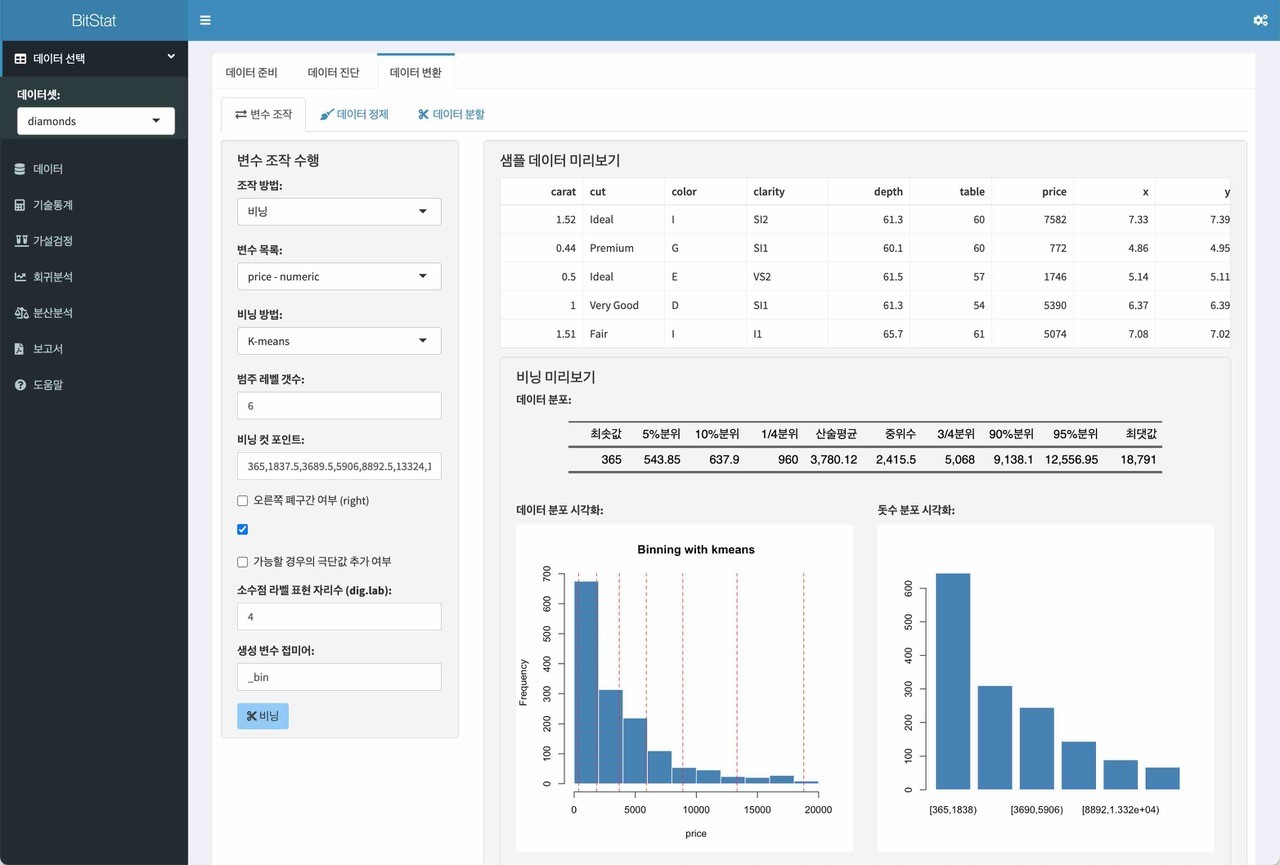 BitStat
데이터 선택
데이터셋:
diamonds
데이터
기술통계
가설검정
회귀분석
분산분석
보고서
도움말
데이터 준비 데이터 진단 데이터 변환
변수 조작 데이터 정제 데이터 분할
변수 조작 수행
조작 방법:
비닝
변수 목록:
price - numeric
비닝 방법:
K-means
범주 레벨 갯수:
6
비닝 컷 포인트:
365,1837.5,3689.5,5906,8892.5,13324,1
오른쪽 폐구간 여부 (right)
가능할 경우의 극단값 추가 여부
소수점 라벨 표현 자리수 (dig.lab):
4
생성 변수 접미어:
_bin
비닝
샘플 데이터 미리보기
carat cut color clarity depth table price x y
1.52 Ideal I SI2 61.3 60 7582 7.33 7.39
0.44 Premium G SI1 60.1 60 772 4.86 4.95
0.5 Ideal E VS2 61.5 57 1746 5.14 5.11
1 Very Good D SI1 61.3 54 5390 6.37 6.39
1.51 Fair I I1 65.7 61 5074 7.08 7.02
비닝 미리보기
데이터 분포:
최솟값 5%분위 10%분위 1/4분위 산술평균 중위수 3/4분위 90%분위 95%분위 최댓값
365 543.85 637.9 960 3,780.12 2,415.5 5,068 9,138.1 12,556.95 18,791
데이터 분포 시각화:
Binning with kmeans
Frequency
700
600
500
400
300
200
100
0
0 5000 10000 15000 20000
price
돗수 분포 시각화:
600
500
400
300
200
100
0
[365,1838) [3690,5906) [8892,1.332e+04)